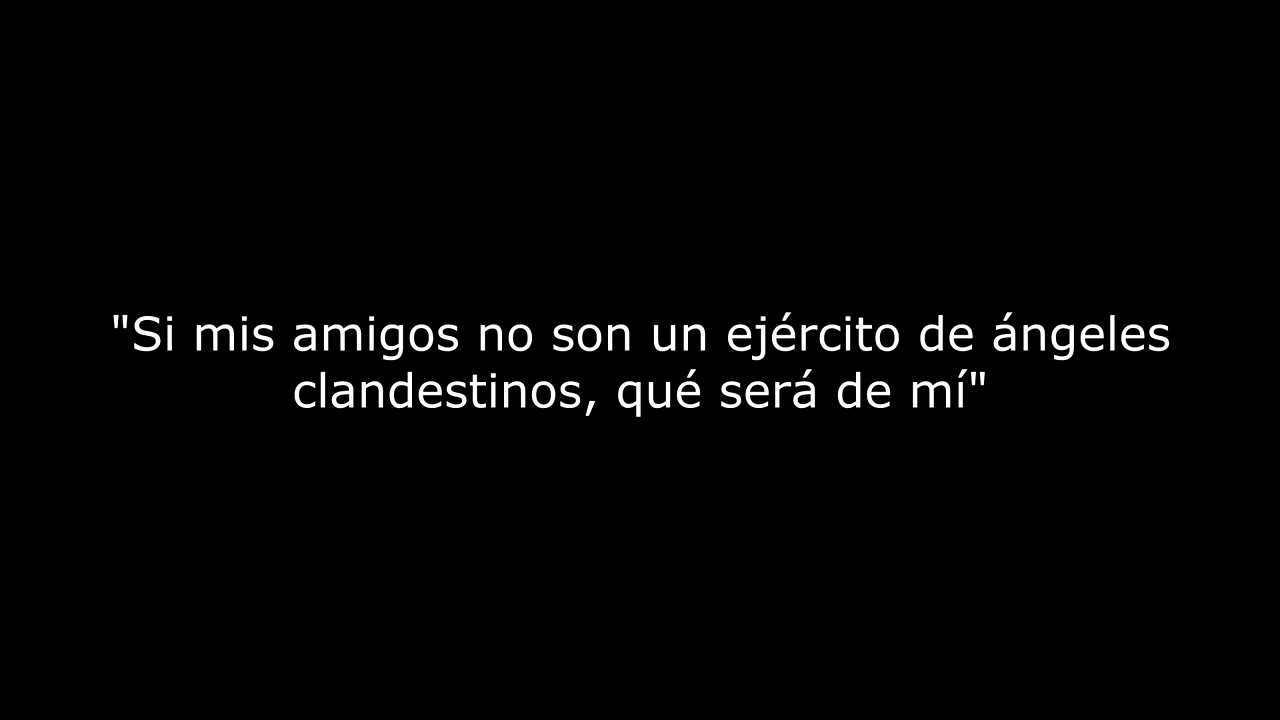 "Si mis amigos no son un ejército de ángeles
clandestinos, qué será de mí"